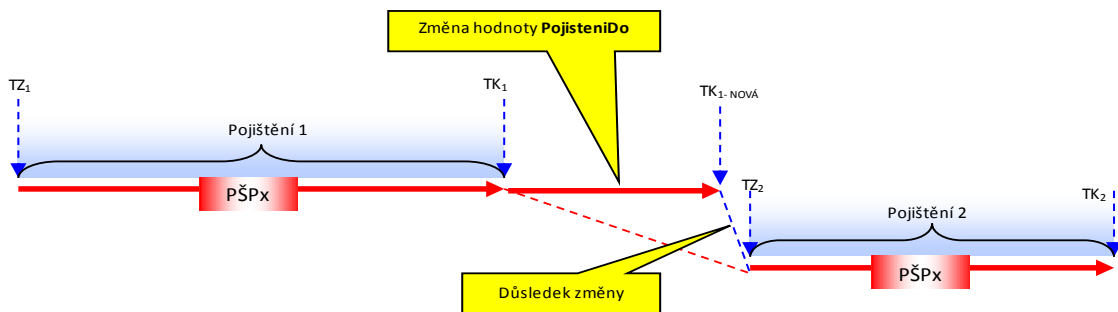 Změna hodnoty PojisteniDo
TZ₁
TK₁
TK₁- NOVÁ
Pojištění 1
PŠPx
TZ₂
TK₂
Pojištění 2
PŠPx
Důsledek změny